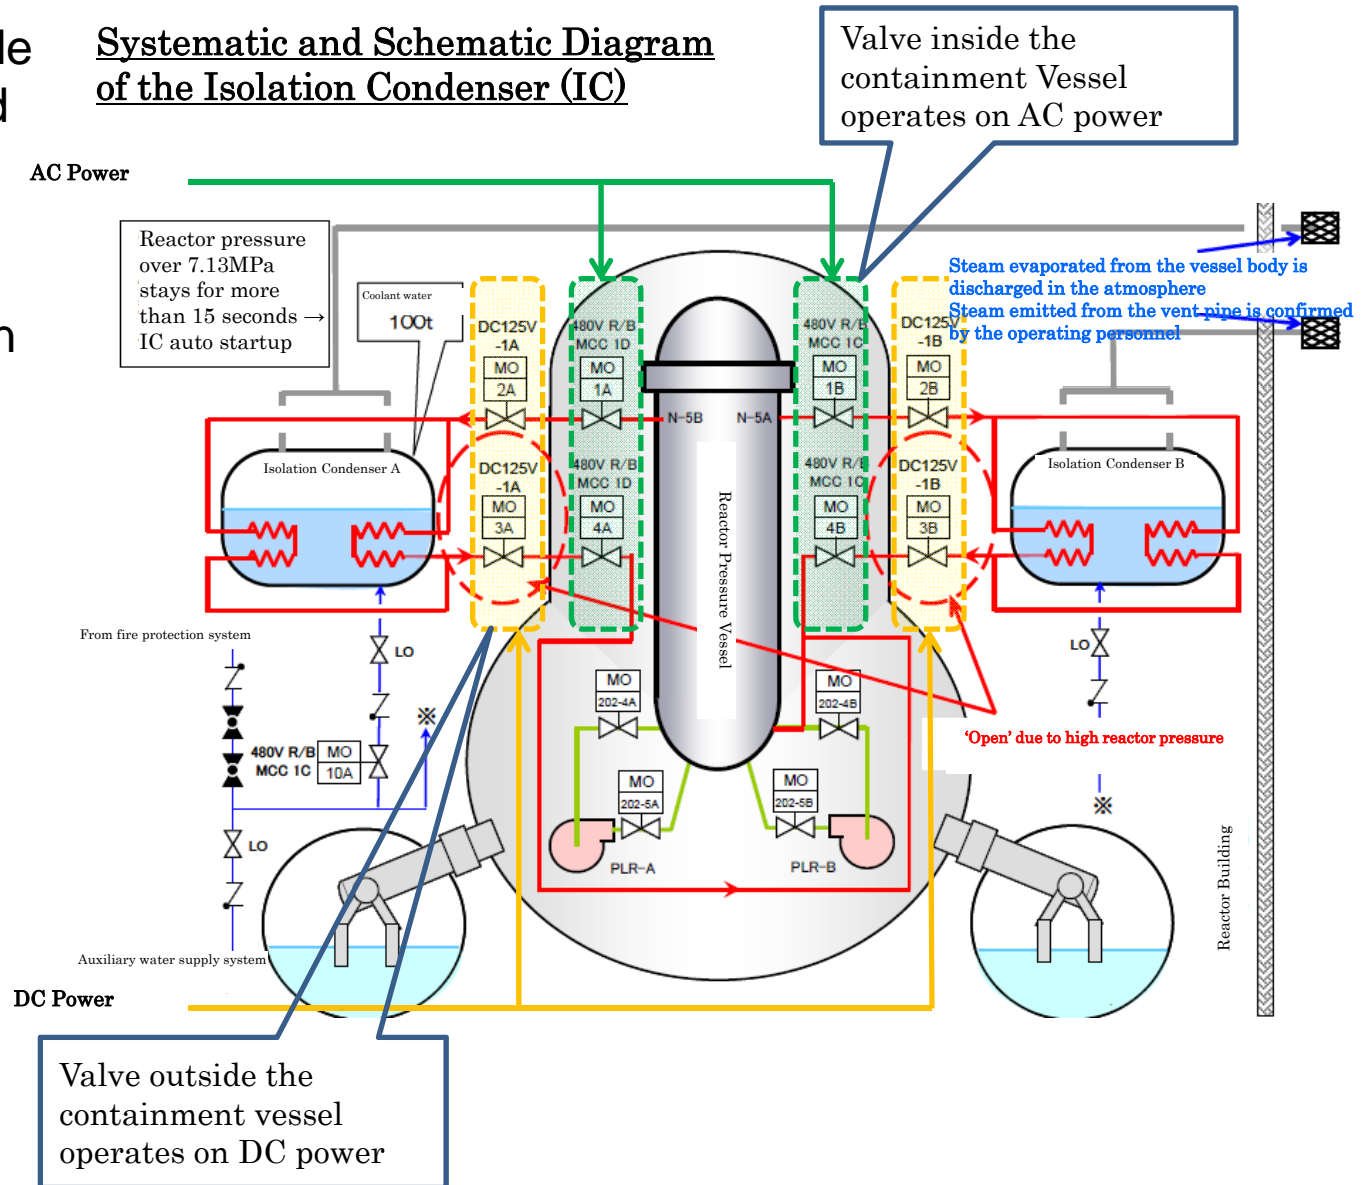 le
d
n
Systematic and Schematic Diagram
of the Isolation Condenser (IC)
Valve inside the
containment Vessel
operates on AC power
AC Power
Reactor pressure
over 7.13MPa
stays for more
than 15 seconds →
IC auto startup
Coolant water
100t
DC125V
-1A
MO
2A
480V R/B
MCC 1D
MO
1A
480V R/B
MCC 1C
MO
1B
DC125V
-1B
MO
2B
Steam evaporated from the vessel body is
discharged in the atmosphere
Steam emitted from the vent pipe is confirmed
by the operating personnel
N-5B
N-5A
Isolation Condenser A
DC125V
-1A
MO
3A
480V R/B
MCC 1D
MO
4A
Reactor Pressure Vessel
480V R/B
MCC 1C
MO
4B
DC125V
-1B
MO
3B
Isolation Condenser B
From fire protection system
LO
LO
MO
202-4A
MO
202-4B
※
'Open' due to high reactor pressure
480V R/B
MCC 1C
MO
10A
MO
202-5A
MO
202-5B
※
LO
PLR-A
PLR-B
Reactor Building
Auxiliary water supply system
DC Power
Valve outside the
containment vessel
operates on DC power